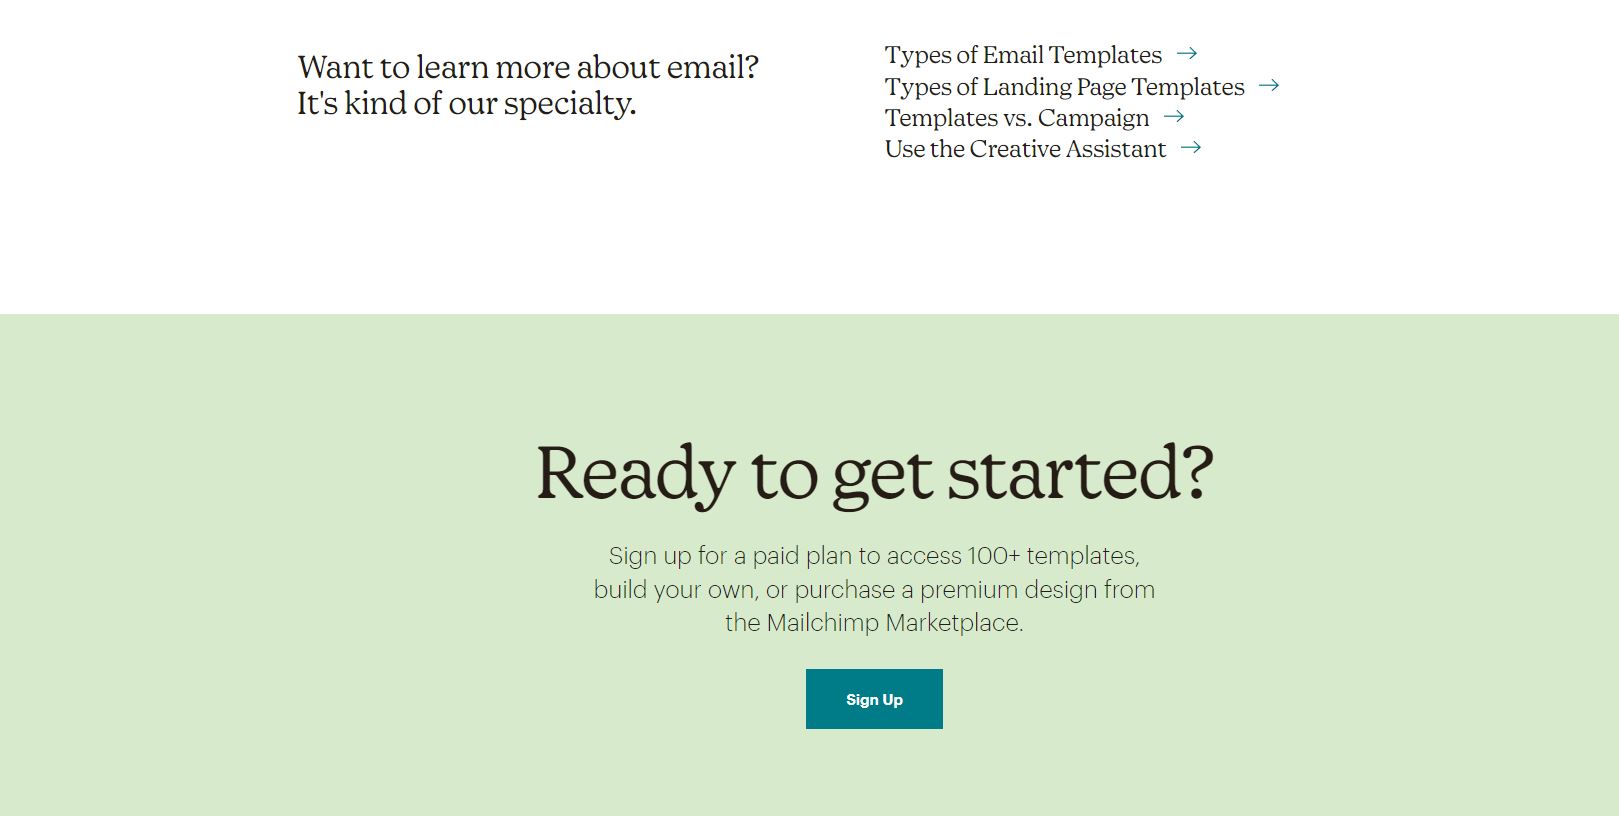 Want to learn more about email?
It's kind of our specialty.
Types of Email Templates →
Types of Landing Page Templates →
Templates vs. Campaign →
Use the Creative Assistant →
Ready to get started?
Sign up for a paid plan to access 100+ templates,
build your own, or purchase a premium design from
the Mailchimp Marketplace.
Sign Up